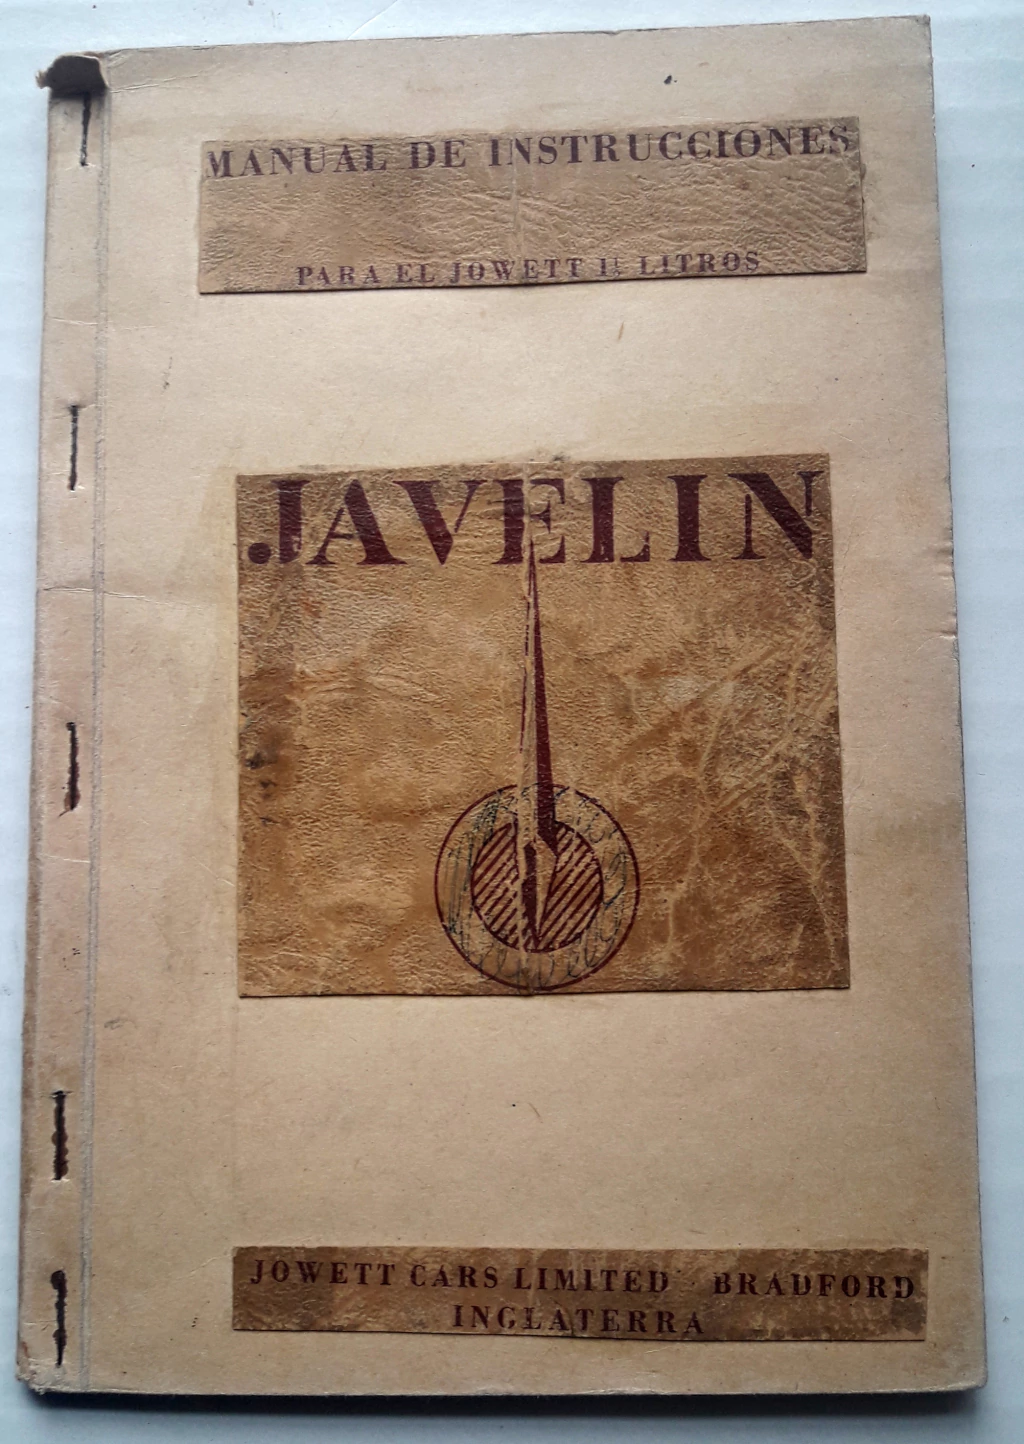 MANUAL DE INSTRUCCIONES
PARA EL JOWETT 1½ LITROS
JAVELIN
JOWETT CARS LIMITED BRADFORD
INGLATERRA